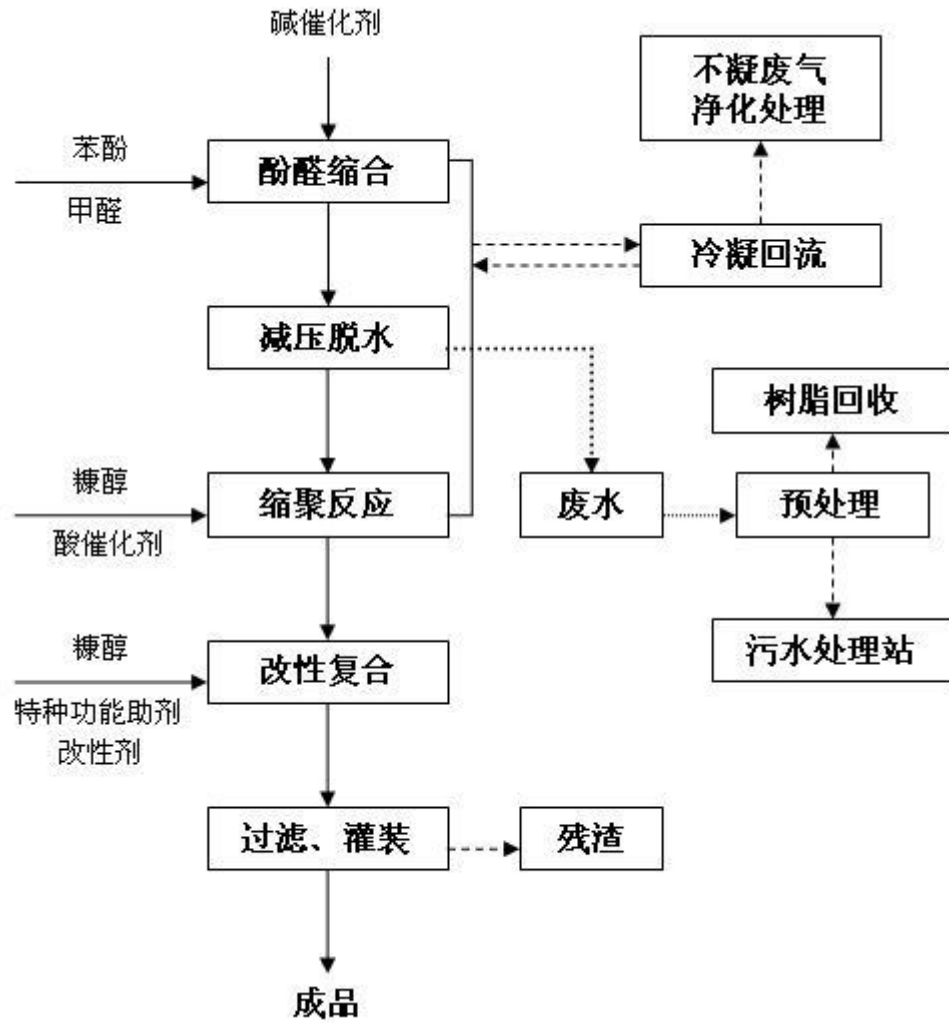 碱催化剂
不凝废气
净化处理
苯酚
甲醛
酚醛缩合
冷凝回流
减压脱水
树脂回收
糠醇
酸催化剂
缩聚反应
废水
预处理
糠醇
特种功能助剂
改性剂
改性复合
污水处理站
过滤、灌装
残渣
成品